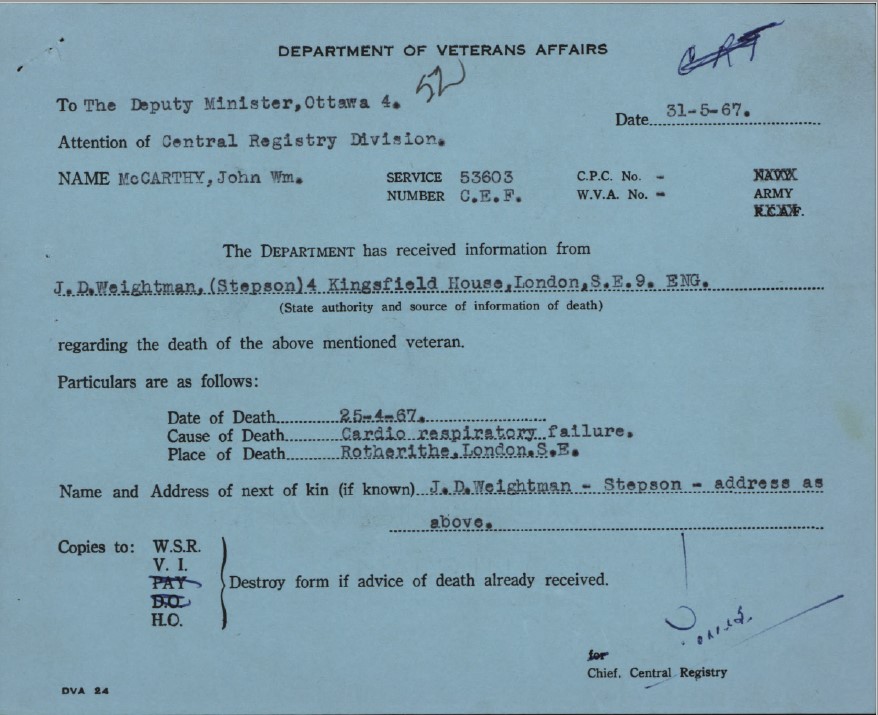 DEPARTMENT OF VETERANS AFFAIRS
52
To The Deputy Minister, Ottawa 4.
Date 31-5-67.
Attention of Central Registry Division.
NAME McCARTHY, John Wm. SERVICE 53603 C.P.C. No. - NAVY
NUMBER C.E.F. W.V.A. No. - ARMY
R.C.A.F.
The DEPARTMENT has received information from
J.D.Weightman,(Stepson)4 Kingsfield House,London,S.E.9. ENG.
(State authority and source of information of death)
regarding the death of the above mentioned veteran.
Particulars are as follows:
Date of Death 25-4-67.
Cause of Death Cardio respiratory failure.
Place of Death Rotherithe,London,S.E.
Name and Address of next of kin (if known) J.D.Weightman - Stepson - address as
above.
Copies to: W.S.R.
V. I.
PAY
D.O.
H.O.
Destroy form if advice of death already received.
for
Chief. Central Registry
DVA 24